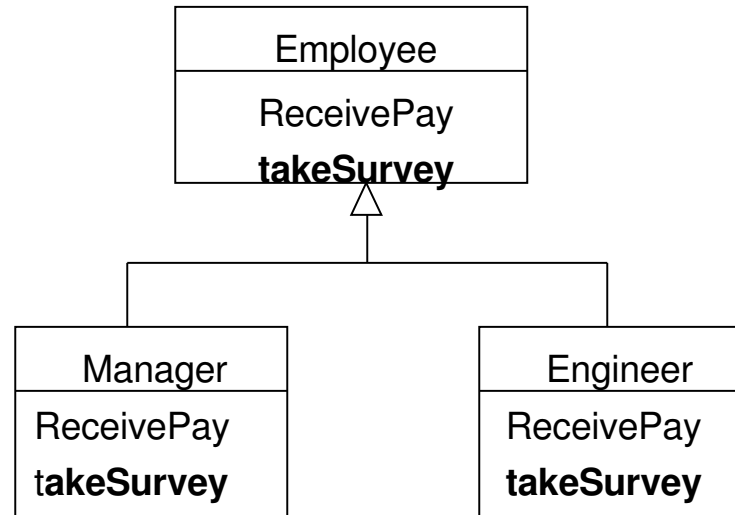 Employee
ReceivePay
takeSurvey
Manager
ReceivePay
takeSurvey
Engineer
ReceivePay
takeSurvey